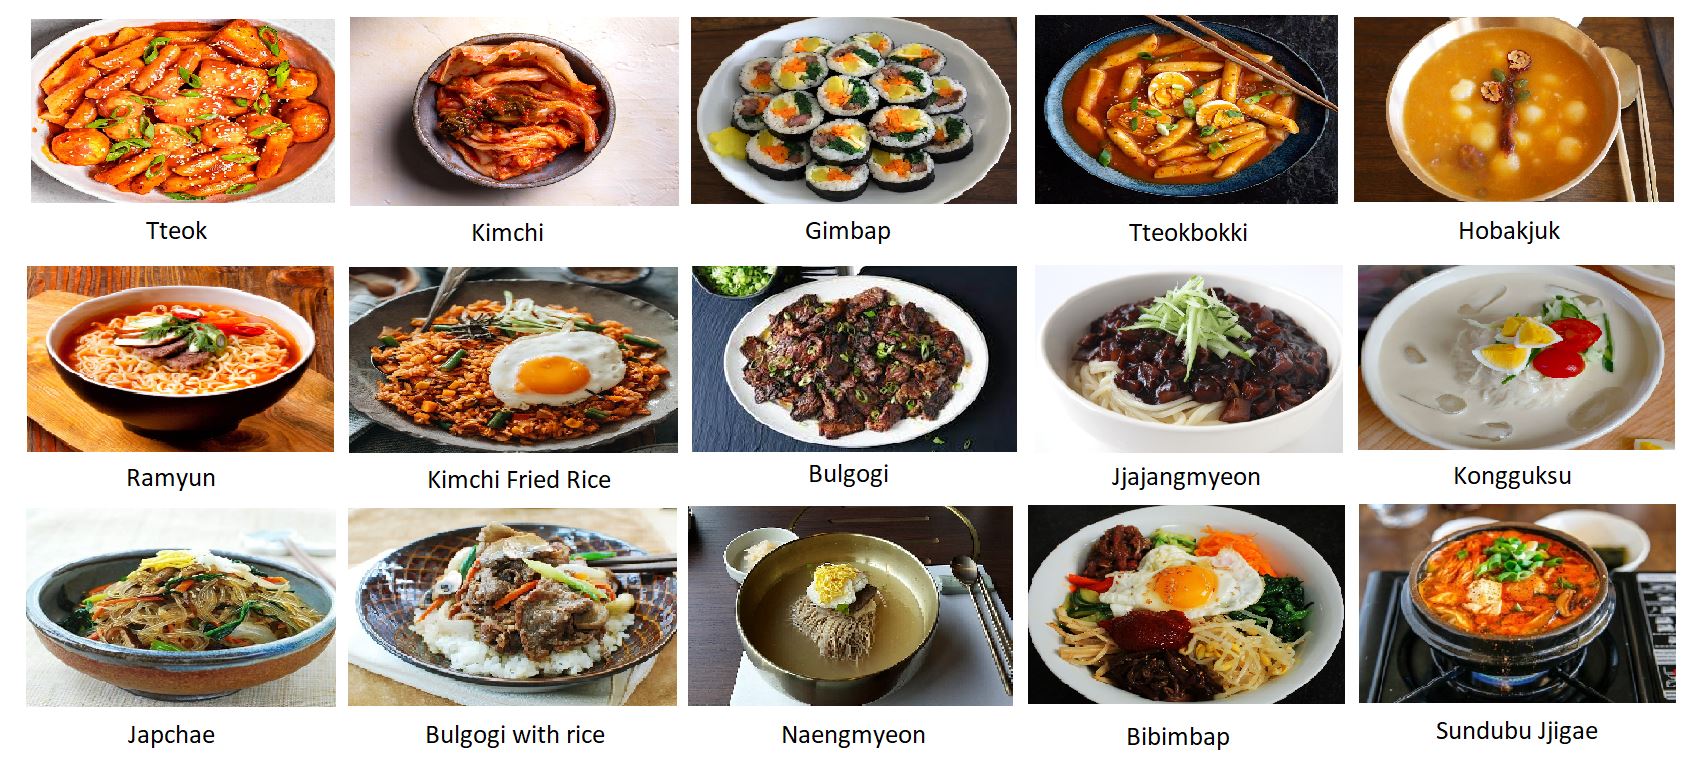 Tteok
Kimchi
Gimbap
Tteokbokki
Hobakjuk
Ramyun
Kimchi Fried Rice
Bulgogi
Jjajangmyeon
Kongguksu
Japchae
Bulgogi with rice
Naengmyeon
Bibimbap
Sundubu Jjigae